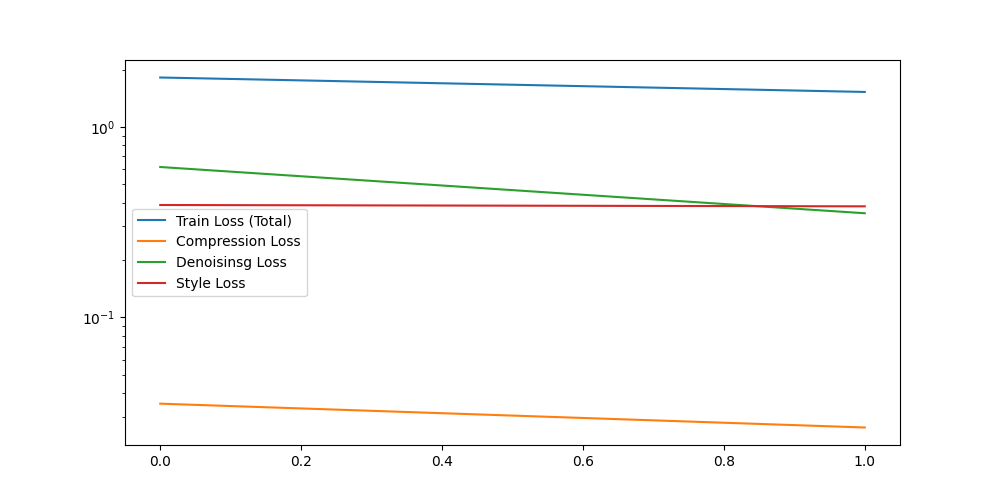 10⁰
10⁻¹
Train Loss (Total)
Compression Loss
Denoisinsg Loss
Style Loss
0.0 0.2 0.4 0.6 0.8 1.0